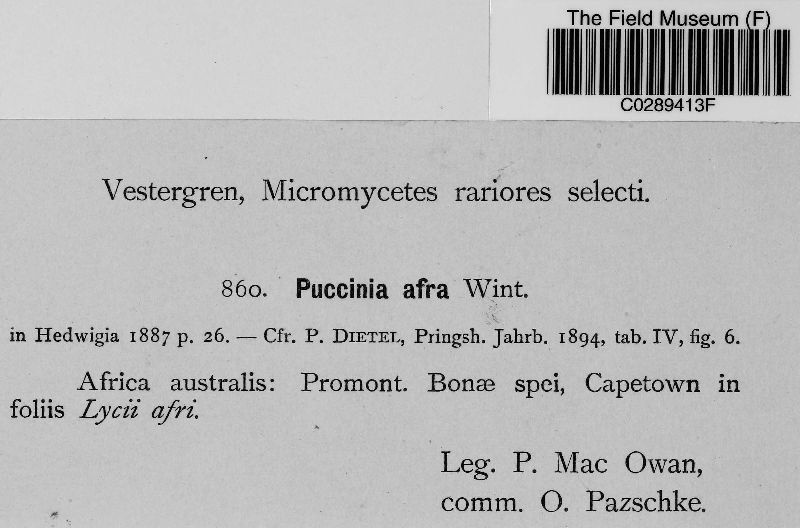 The Field Museum (F)
C0289413F
Vestergren, Micromycetes rariores selecti.
860. Puccinia afra Wint.
in Hedwigia 1887 p. 26. — Cfr. P. DIETEL, Pringsh. Jahrb. 1894, tab. IV, fig. 6.
Africa australis: Promont. Bonæ spei, Capetown in
foliis Lycii afri.
Leg. P. Mac Owan,
comm. O. Pazschke.